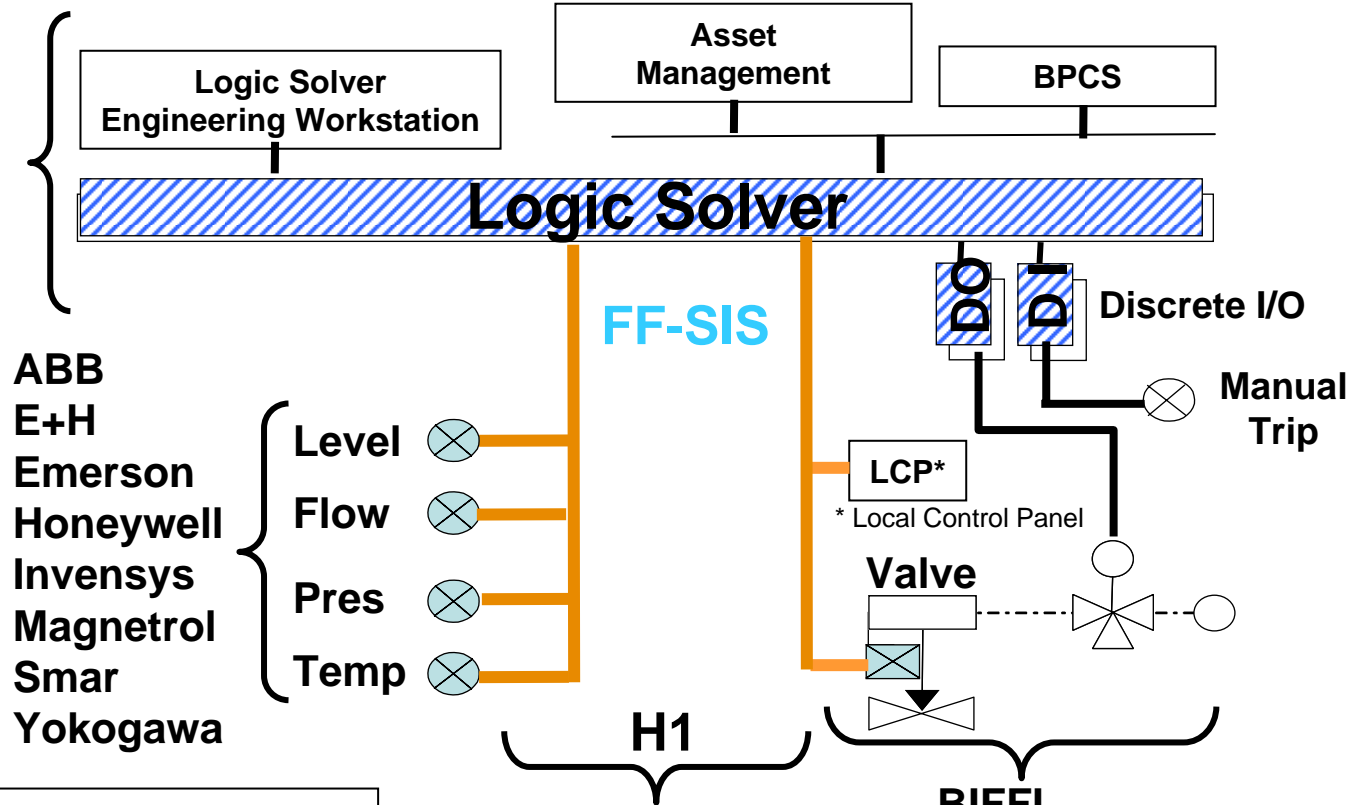 Asset
Management
BPCS
Logic Solver
Engineering Workstation
Logic Solver
DO
DI
Discrete I/O
FF-SIS
Manual
Trip
ABB
E+H
Emerson
Honeywell
Invensys
Magnetrol
Smar
Yokogawa
Level
Flow
Pres
Temp
LCP*
* Local Control Panel
Valve
H1
BIFFI